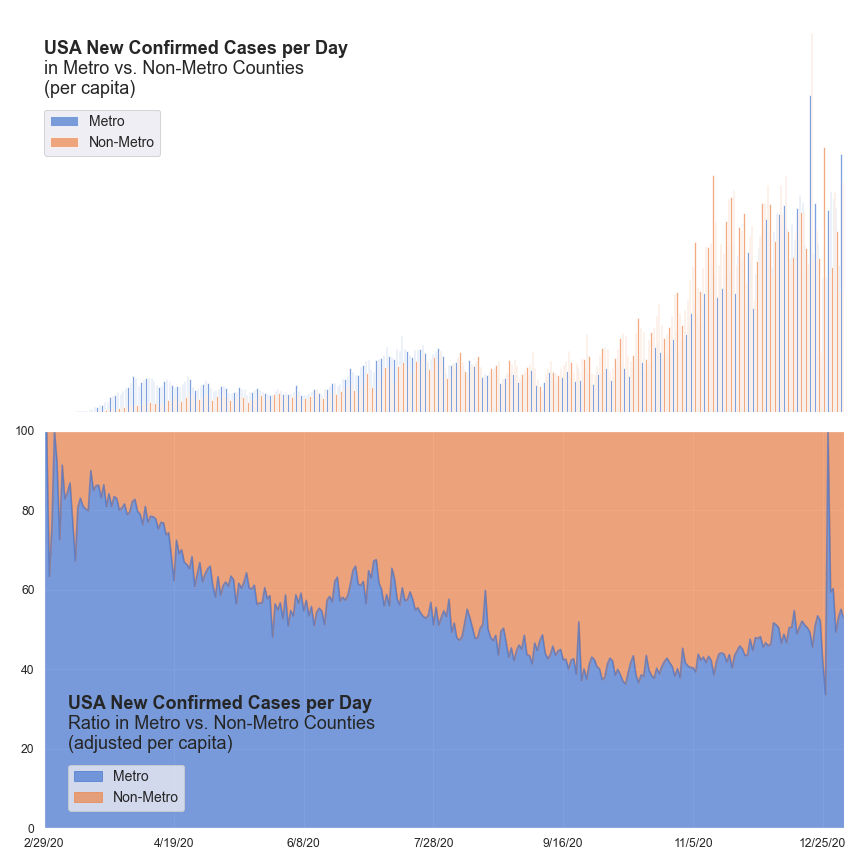 USA New Confirmed Cases per Day
in Metro vs. Non-Metro Counties
(per capita)
Metro
Non-Metro
100
80
60
40
20
0
USA New Confirmed Cases per Day
Ratio in Metro vs. Non-Metro Counties
(adjusted per capita)
Metro
Non-Metro
2/29/20 4/19/20 6/8/20 7/28/20 9/16/20 11/5/20 12/25/20